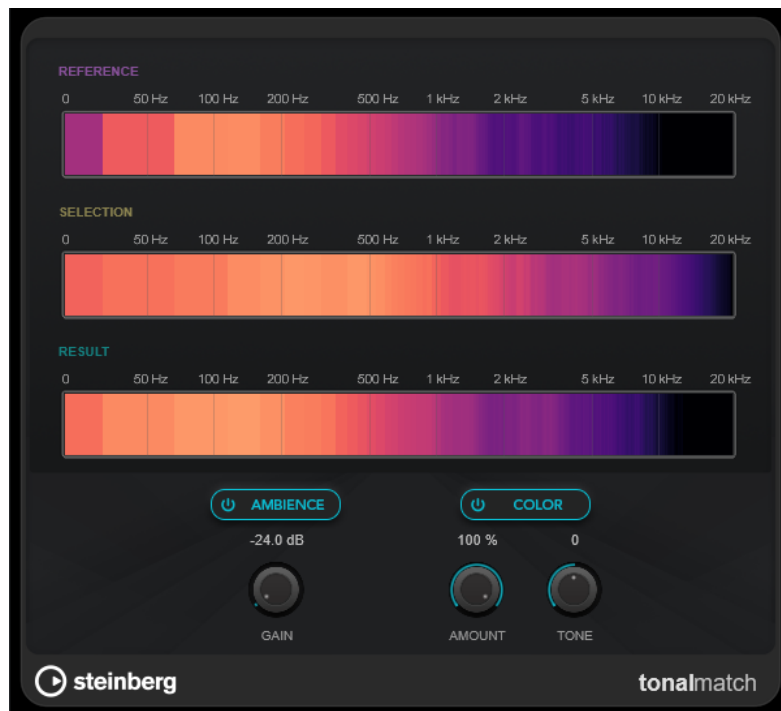 REFERENCE
0 50 Hz 100 Hz 200 Hz 500 Hz 1 kHz 2 kHz 5 kHz 10 kHz 20 kHz
SELECTION
0 50 Hz 100 Hz 200 Hz 500 Hz 1 kHz 2 kHz 5 kHz 10 kHz 20 kHz
RESULT
0 50 Hz 100 Hz 200 Hz 500 Hz 1 kHz 2 kHz 5 kHz 10 kHz 20 kHz
AMBIENCE COLOR
-24.0 dB 100 % 0
GAIN AMOUNT TONE
steinberg tonalmatch